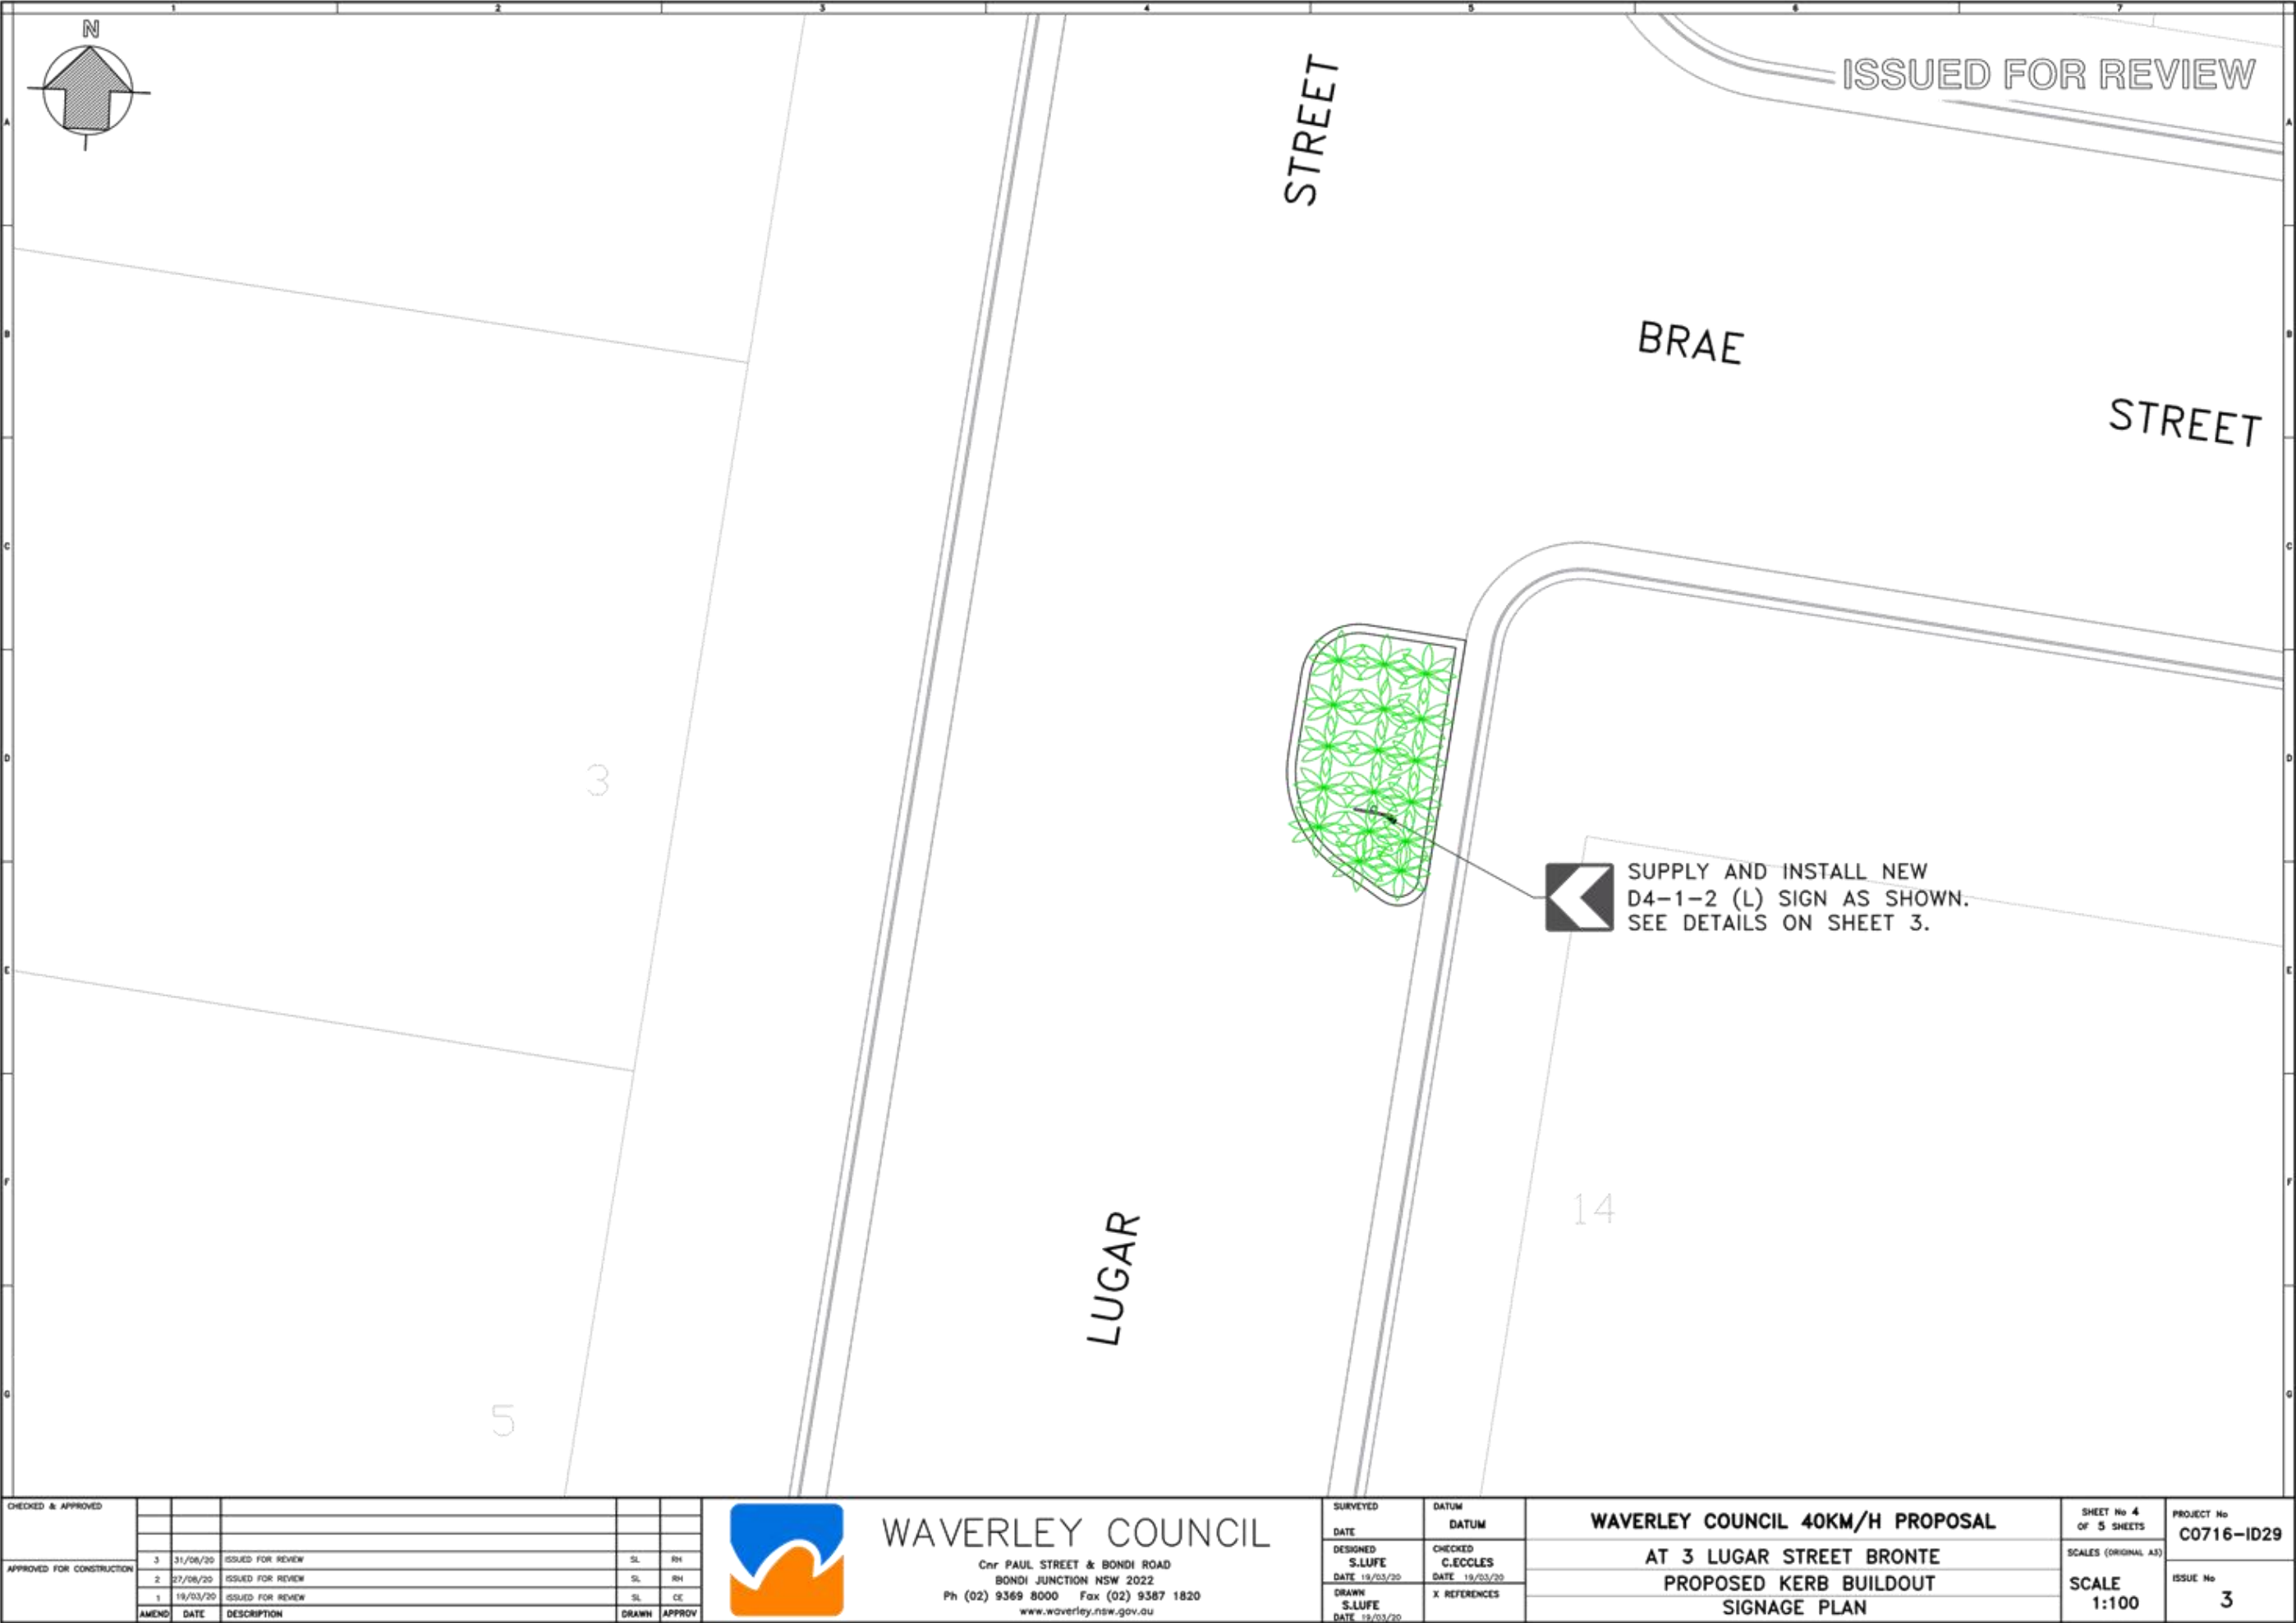 1 2 3 4 5 6 7
N
ISSUED FOR REVIEW
STREET
A A
B B
BRAE
STREET
C C
3
D D
SUPPLY AND INSTALL NEW
D4-1-2 (L) SIGN AS SHOWN.
SEE DETAILS ON SHEET 3.
E E
F F
14
LUGAR
G G
5
CHECKED & APPROVED
APPROVED FOR CONSTRUCTION
3 31/08/20 ISSUED FOR REVIEW SL RH
2 27/08/20 ISSUED FOR REVIEW SL RH
1 19/03/20 ISSUED FOR REVIEW SL CE
AMEND DATE DESCRIPTION DRAWN APPROV
WAVERLEY COUNCIL
Cnr PAUL STREET & BONDI ROAD
BONDI JUNCTION NSW 2022
Ph (02) 9369 8000 Fax (02) 9387 1820
www.waverley.nsw.gov.au
SURVEYED
DATE
DATUM
DATUM
DESIGNED
S.LUFE
DATE 19/03/20
CHECKED
C.ECCLES
DATE 19/03/20
DRAWN
S.LUFE
DATE 19/03/20
X REFERENCES
WAVERLEY COUNCIL 40KM/H PROPOSAL
AT 3 LUGAR STREET BRONTE
PROPOSED KERB BUILDOUT
SIGNAGE PLAN
SHEET No 4
OF 5 SHEETS
SCALES (ORIGINAL A3)
SCALE
1:100
PROJECT No
C0716-ID29
ISSUE No
3